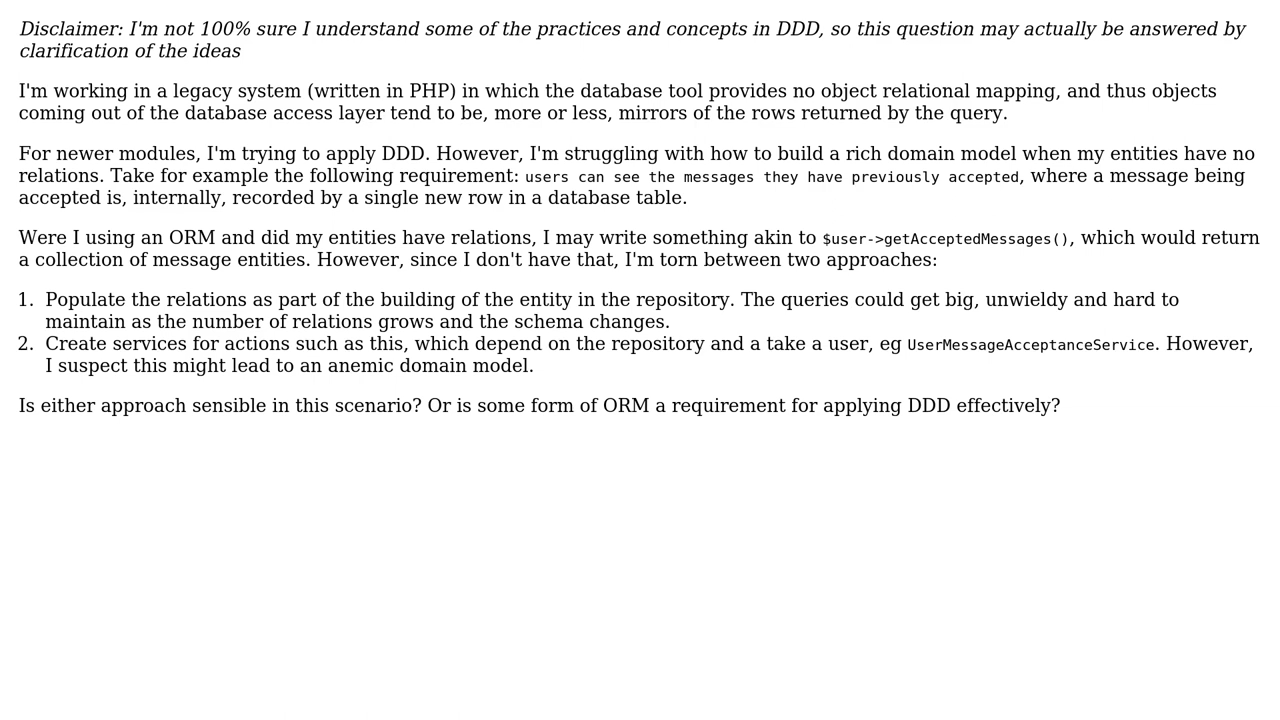 Disclaimer: I'm not 100% sure I understand some of the practices and concepts in DDD, so this question may actually be answered by
clarification of the ideas
I'm working in a legacy system (written in PHP) in which the database tool provides no object relational mapping, and thus objects
coming out of the database access layer tend to be, more or less, mirrors of the rows returned by the query.
For newer modules, I'm trying to apply DDD. However, I'm struggling with how to build a rich domain model when my entities have no
relations. Take for example the following requirement: users can see the messages they have previously accepted, where a message being
accepted is, internally, recorded by a single new row in a database table.
Were I using an ORM and did my entities have relations, I may write something akin to $user->getAcceptedMessages(), which would return
a collection of message entities. However, since I don't have that, I'm torn between two approaches:
1. Populate the relations as part of the building of the entity in the repository. The queries could get big, unwieldy and hard to
maintain as the number of relations grows and the schema changes.
2. Create services for actions such as this, which depend on the repository and a take a user, eg UserMessageAcceptanceService. However,
I suspect this might lead to an anemic domain model.
Is either approach sensible in this scenario? Or is some form of ORM a requirement for applying DDD effectively?